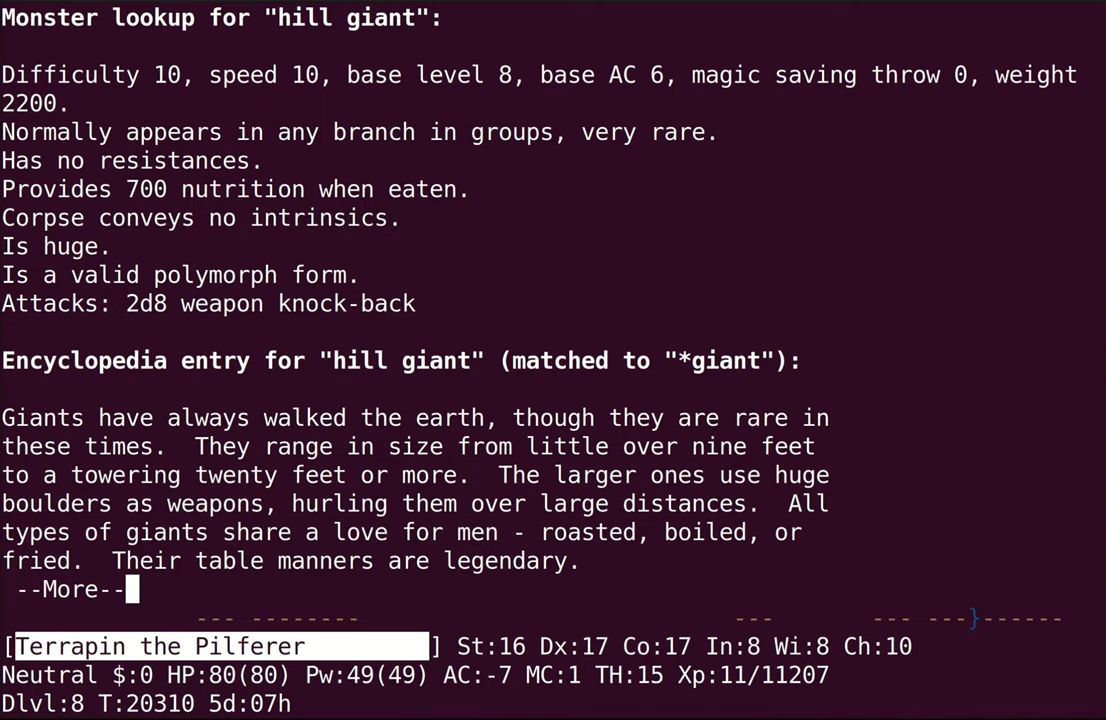 Monster lookup for "hill giant":
Difficulty 10, speed 10, base level 8, base AC 6, magic saving throw 0, weight
2200.
Normally appears in any branch in groups, very rare.
Has no resistances.
Provides 700 nutrition when eaten.
Corpse conveys no intrinsics.
Is huge.
Is a valid polymorph form.
Attacks: 2d8 weapon knock-back
Encyclopedia entry for "hill giant" (matched to "*giant"):
Giants have always walked the earth, though they are rare in
these times.  They range in size from little over nine feet
to a towering twenty feet or more.  The larger ones use huge
boulders as weapons, hurling them over large distances.  All
types of giants share a love for men - roasted, boiled, or
fried.  Their table manners are legendary.
--More--
--- -------- --- --- ---}------
[Terrapin the Pilferer         ] St:16 Dx:17 Co:17 In:8 Wi:8 Ch:10
Neutral $:0 HP:80(80) Pw:49(49) AC:-7 MC:1 TH:15 Xp:11/11207
Dlvl:8 T:20310 5d:07h